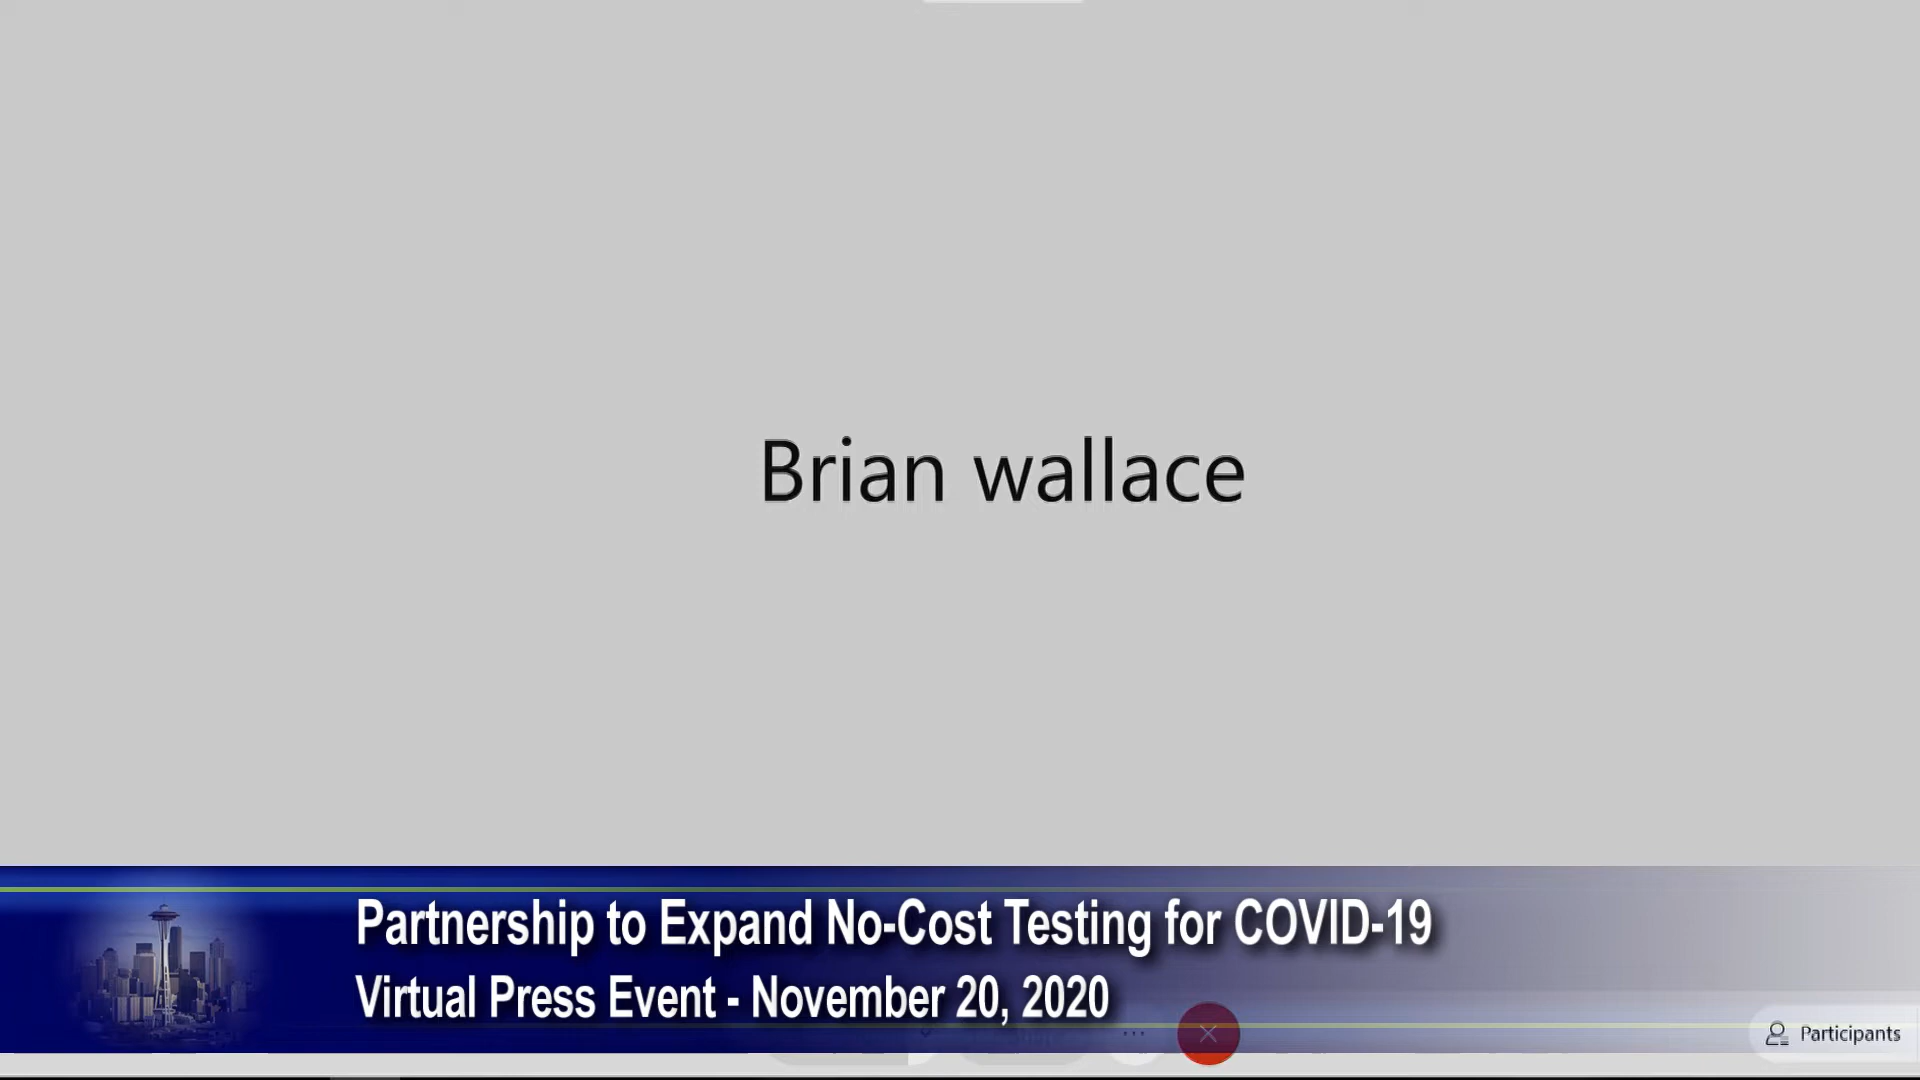 Brian wallace
Partnership to Expand No-Cost Testing for COVID-19
Virtual Press Event - November 20, 2020
Participants